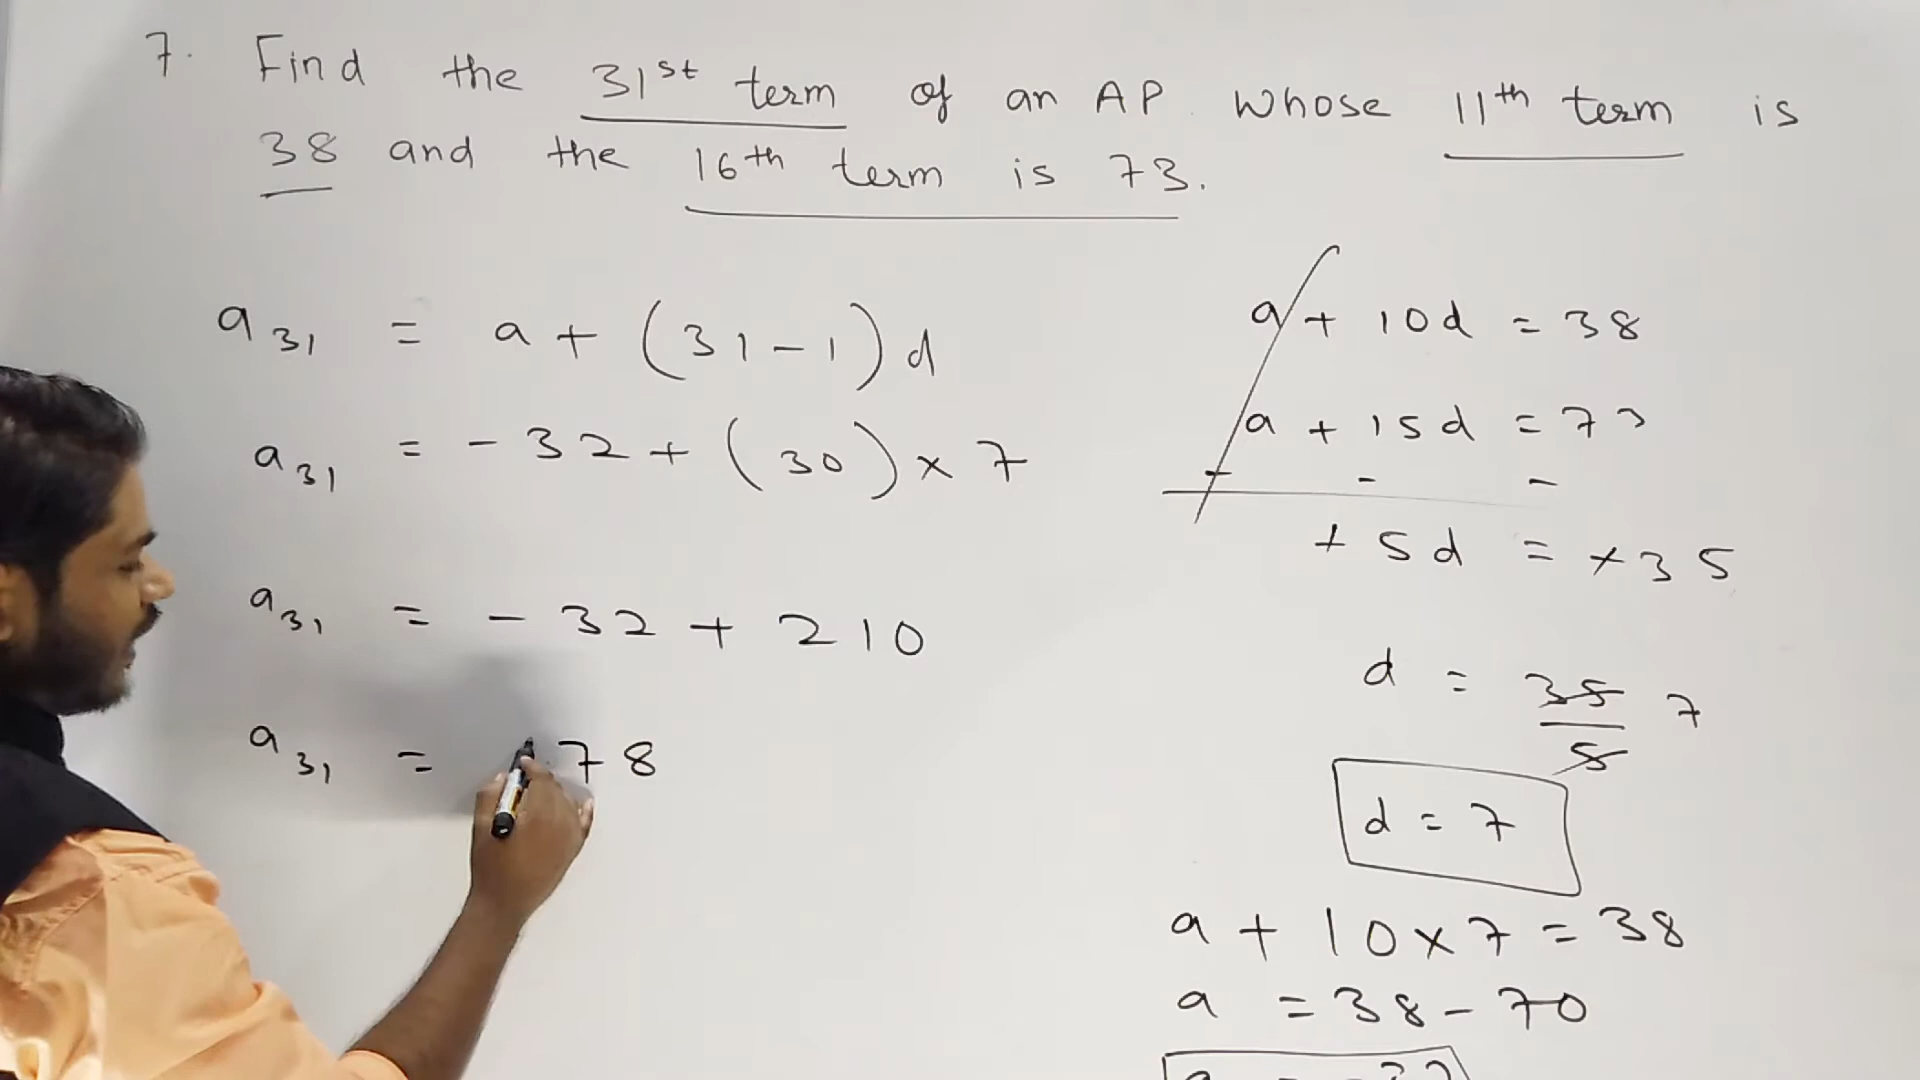 7. Find the 31st term of an AP whose 11th term is
38 and the 16th term is 73.
a31 = a + (31-1)d
a31 = -32 + (30) x 7
a31 = -32 + 210
a31 = 78
a + 10d = 38
a + 15d = 73
- - -
+5d = +35
d = 35/5 7
d = 7
a + 10x7 = 38
a = 38-70